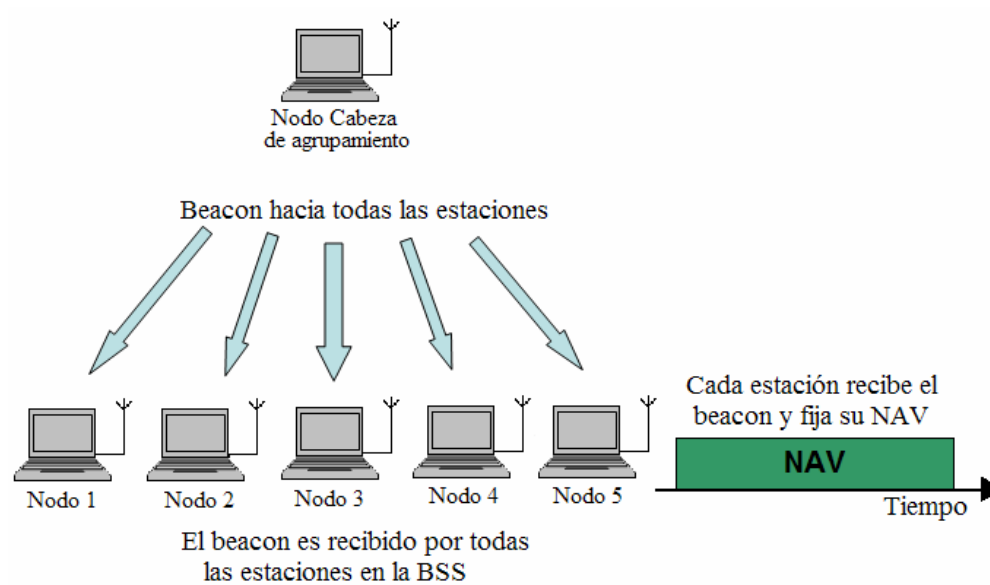 Nodo Cabeza
de agrupamiento
Beacon hacia todas las estaciones
Cada estación recibe el
beacon y fija su NAV
NAV
Tiempo
Nodo 1
Nodo 2
Nodo 3
Nodo 4
Nodo 5
El beacon es recibido por todas
las estaciones en la BSS